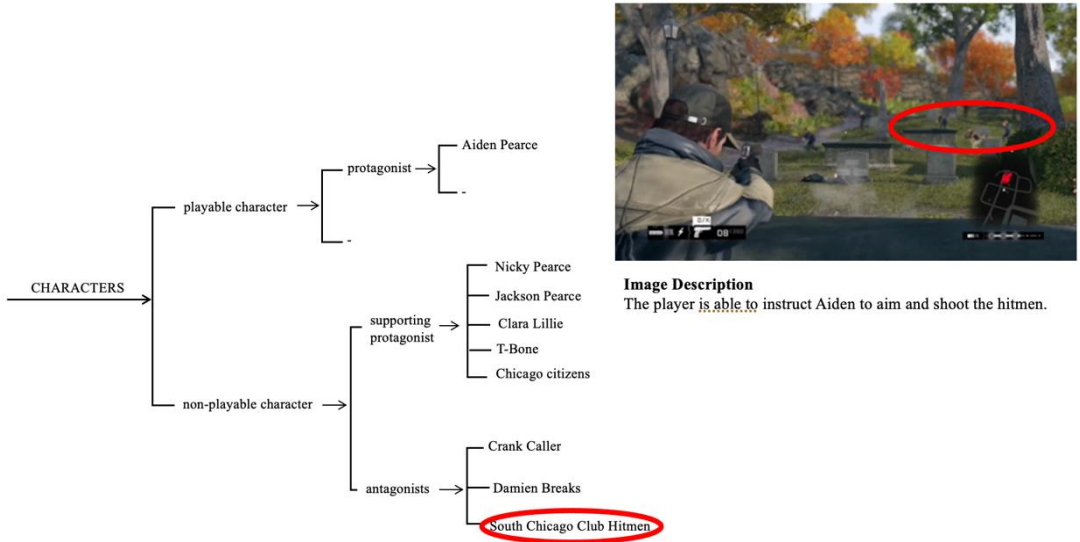 CHARACTERS
playable character
protagonist
Aiden Pearce
-
-
non-playable character
supporting
protagonist
Nicky Pearce
Jackson Pearce
Clara Lillie
T-Bone
Chicago citizens
antagonists
Crank Caller
Damien Breaks
South Chicago Club Hitmen
08
Image Description
The player is able to instruct Aiden to aim and shoot the hitmen.